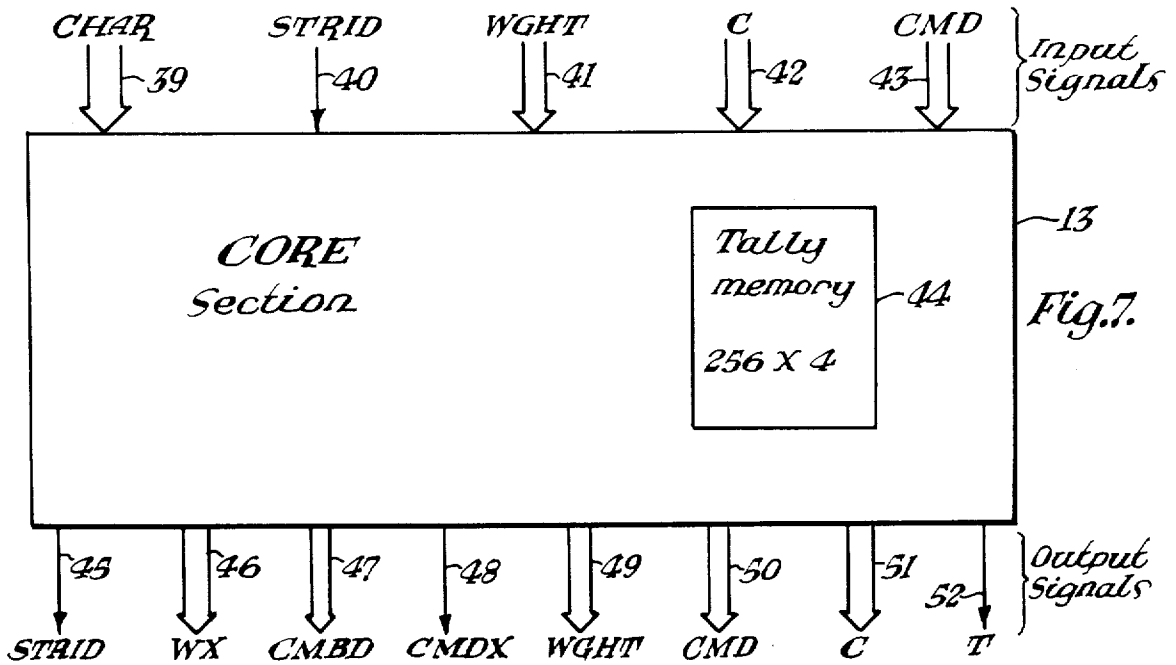 CHAR STRID WGHT C CMD
Input
Signals
39 40 41 42 43
13
CORE
Section
Tally
memory
256 X 4
44
Fig.7.
45 46 47 48 49 50 51 52
Output
Signals
STRID WX CMBD CMDX WGHT CMD C T